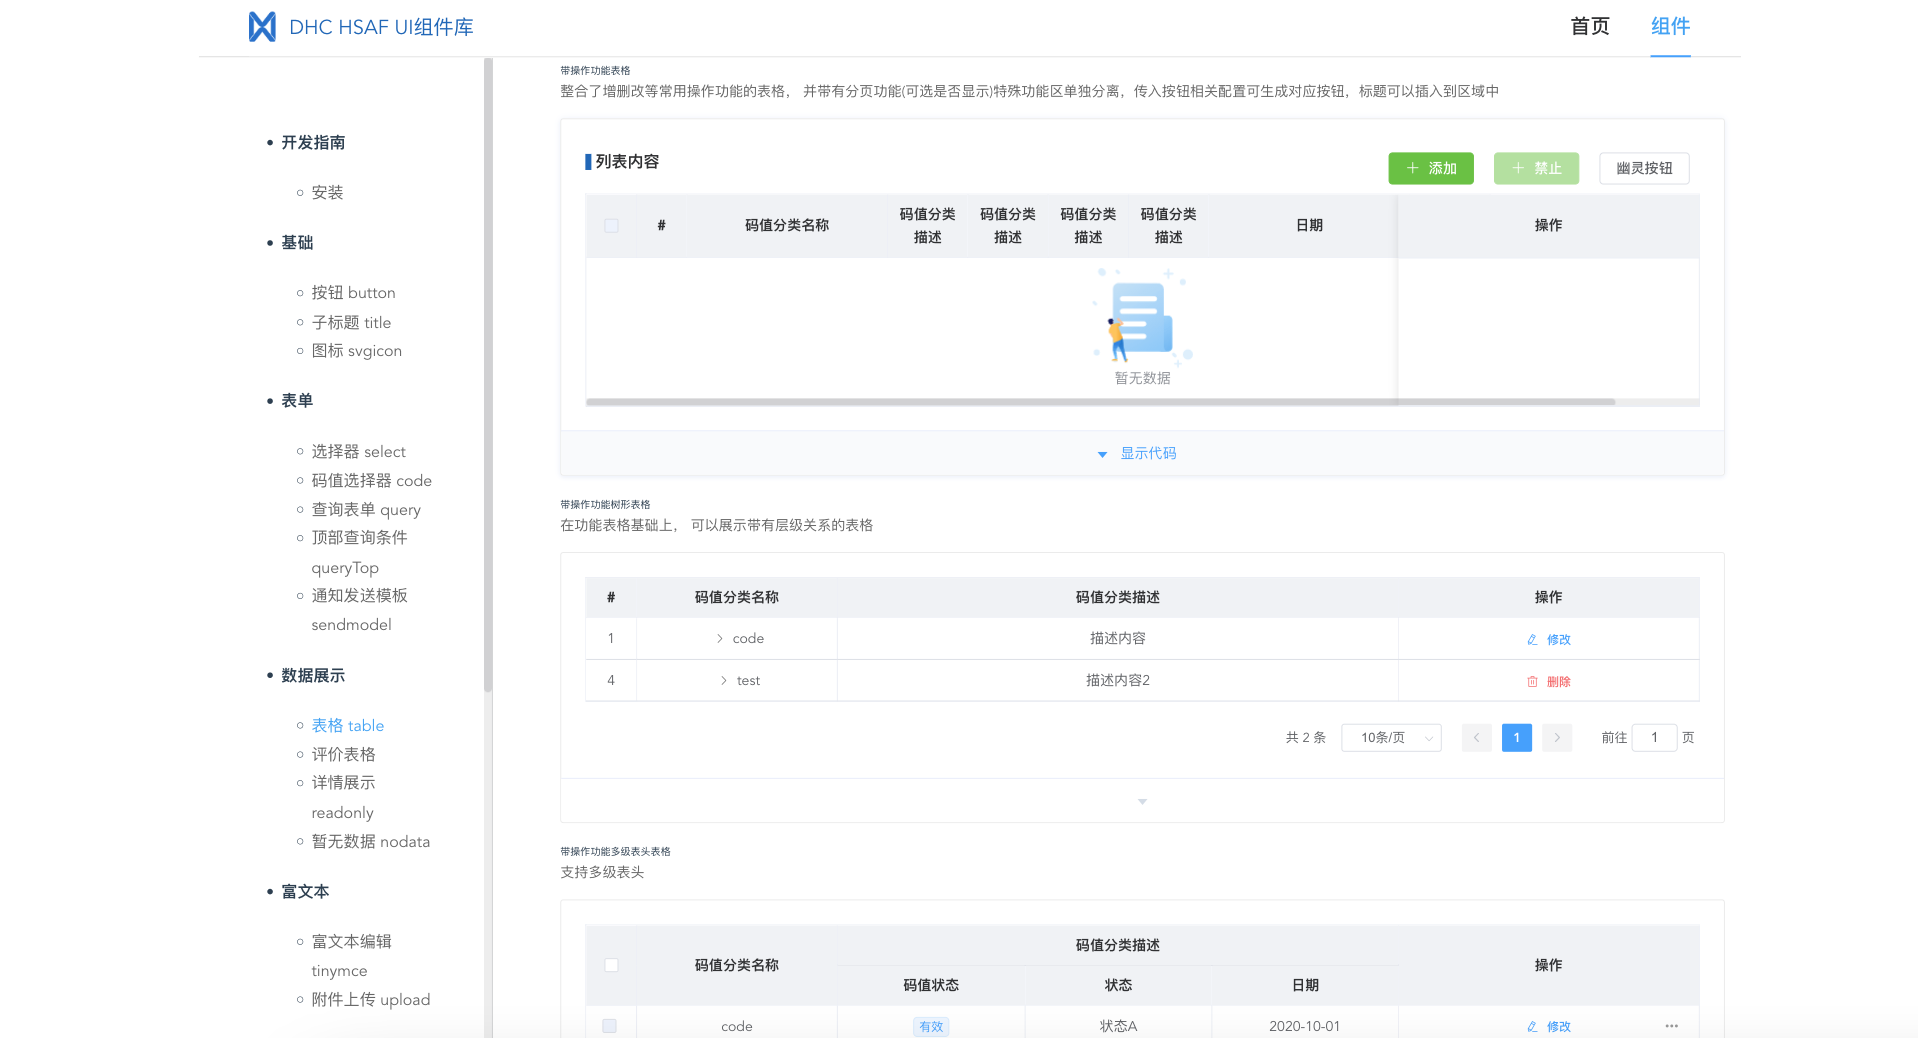 DHC HSAF UI组件库
首页 组件
开发指南
安装
基础
按钮 button
子标题 title
图标 svgicon
表单
选择器 select
码值选择器 code
查询表单 query
顶部查询条件
queryTop
通知发送模板
sendmodel
数据展示
表格 table
评价表格
详情展示
readonly
暂无数据 nodata
富文本
富文本编辑
tinymce
附件上传 upload
带操作功能表格
整合了增删改等常用操作功能的表格， 并带有分页功能(可选是否显示)特殊功能区单独分离，传入按钮相关配置可生成对应按钮，标题可以插入到区域中
列表内容
添加 禁止 幽灵按钮
# 码值分类名称 码值分类 码值分类 码值分类 码值分类 日期 操作
描述 描述 描述 描述
暂无数据
显示代码
带操作功能树形表格
在功能表格基础上， 可以展示带有层级关系的表格
# 码值分类名称 码值分类描述 操作
1 code 描述内容 修改
4 test 描述内容2 删除
共 2 条 10条/页 1 前往 1 页
带操作功能多级表头表格
支持多级表头
码值分类描述
码值分类名称 操作
码值状态 状态 日期
code 有效 状态A 2020-10-01 修改 ···